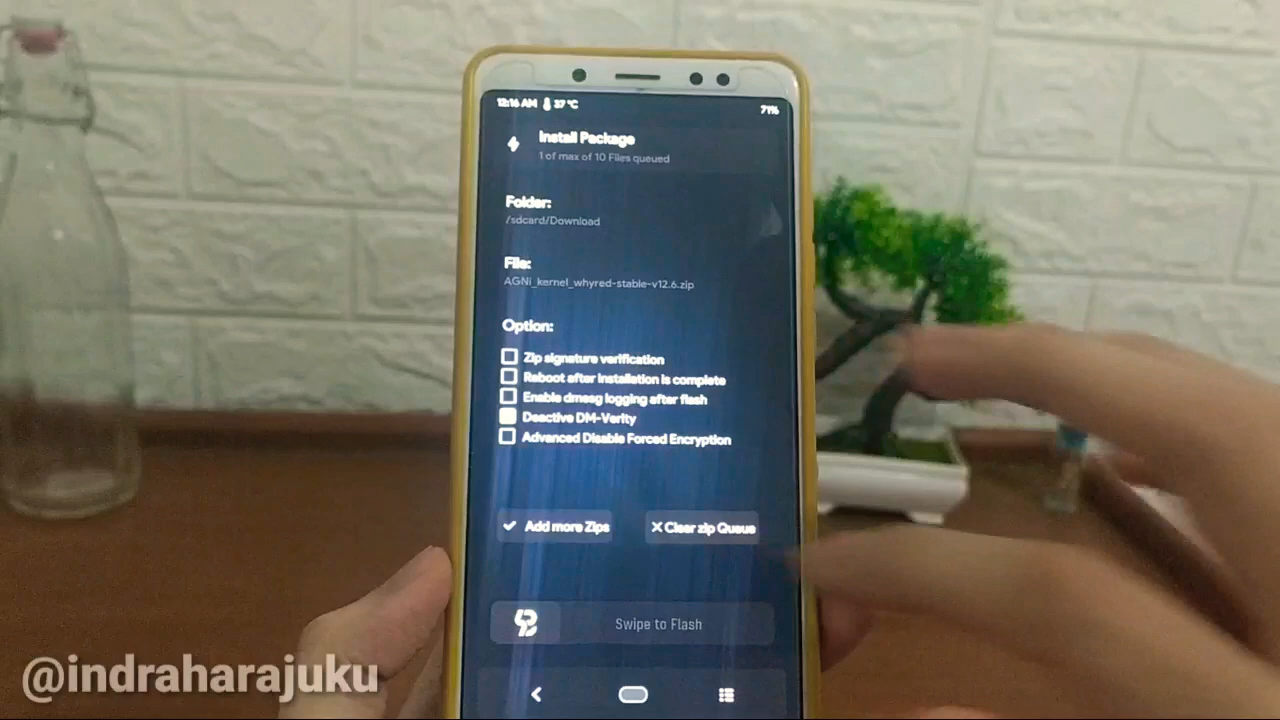 12:16 AM 37 °C 71%
Install Package
1 of max of 10 Files queued
Folder:
/sdcard/Download
File:
AGNi_kernel_whyred-stable-v12.6.zip
Option:
Zip signature verification
Reboot after installation is complete
Enable dmesg logging after flash
Deactive DM-Verity
Advanced Disable Forced Encryption
Add more Zips
Clear zip Queue
Swipe to Flash
@indraharajuku